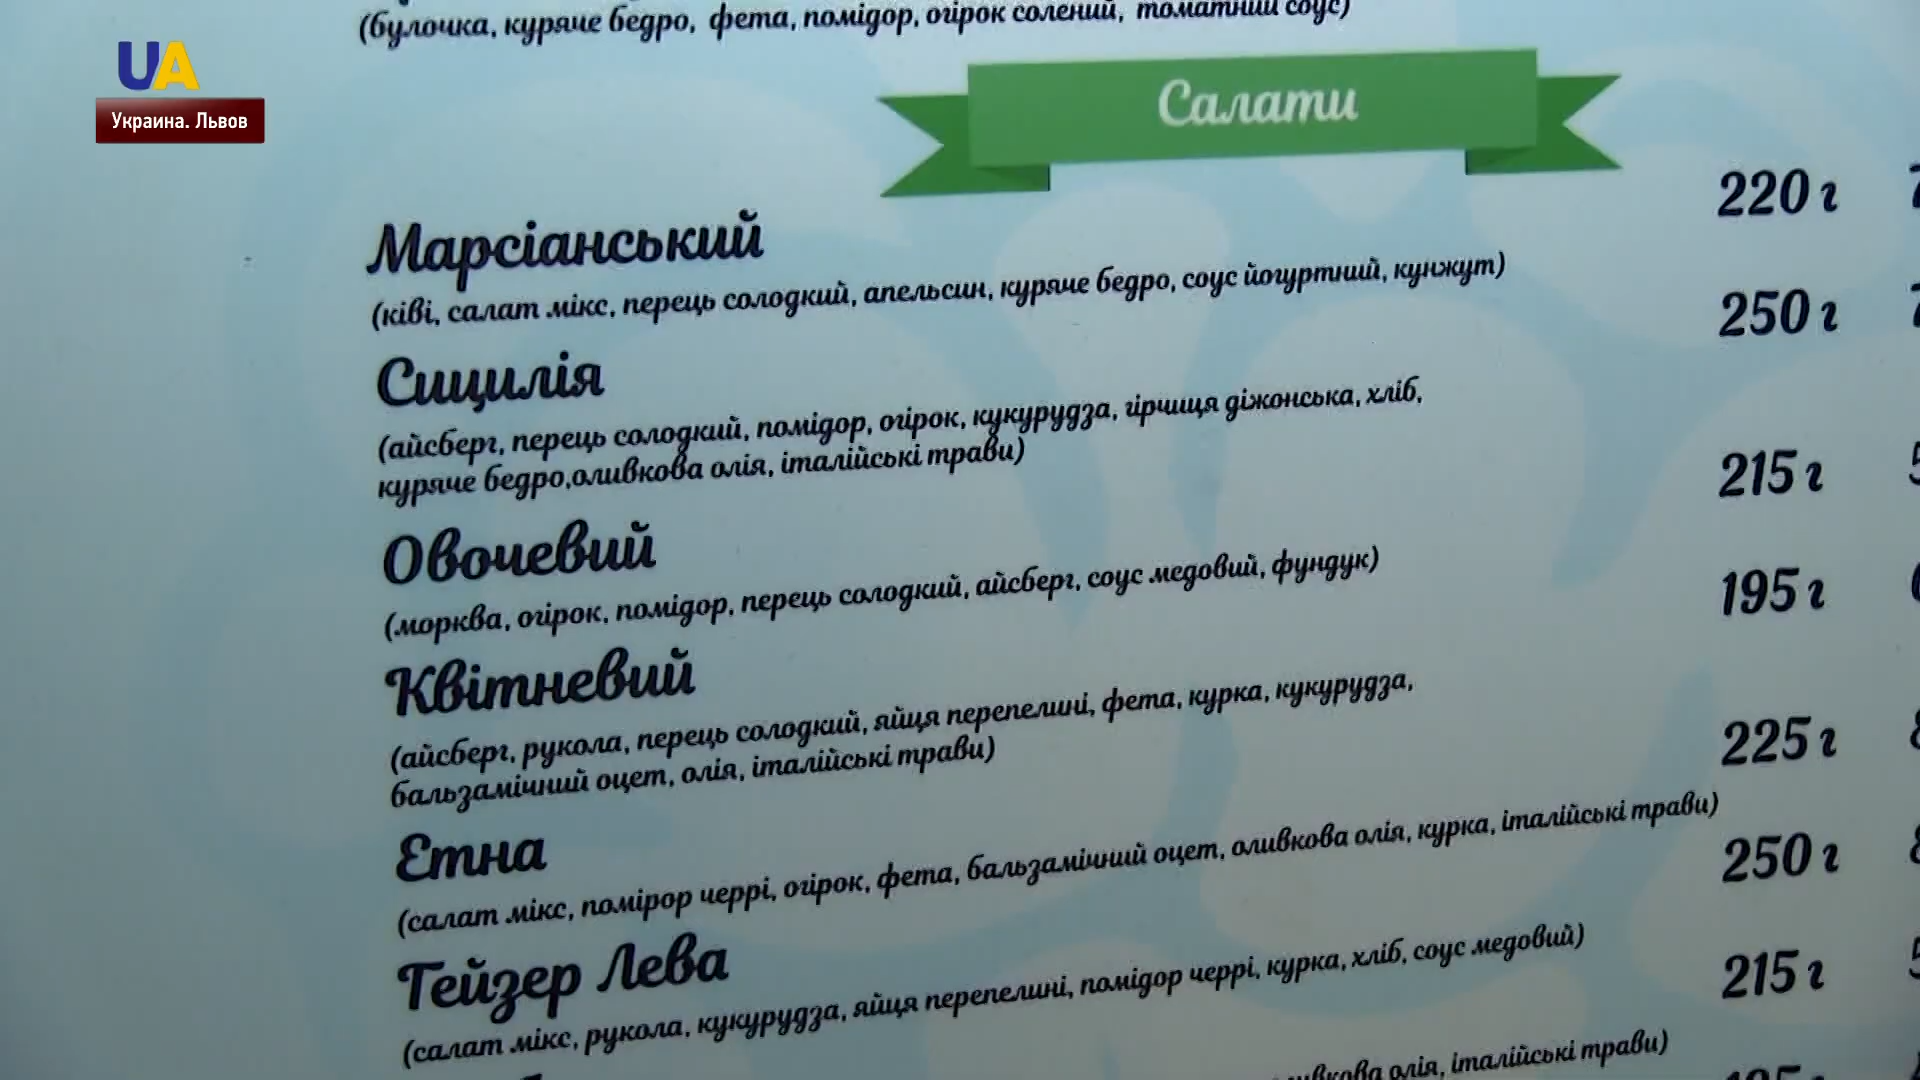 (булочка, куряче бедро, фета, помідор, огірок солений, томатний соус)
UA
Украина. Львов
Салати
Марсіанський 220 г
(ківі, салат мікс, перець солодкий, апельсин, куряче бедро, соус йогуртний, кунжут)
Сицилія 250 г
(айсберг, перець солодкий, помідор, огірок, кукурудза, гірчиця діжонська, хліб,
куряче бедро,оливкова олія, італійські трави)
Овочевий 215 г
(морква, огірок, помідор, перець солодкий, айсберг, соус медовий, фундук)
Квітневий 195 г
(айсберг, рукола, перець солодкий, яйця перепелині, фета, курка, кукурудза,
бальзамічний оцет, олія, італійські трави)
Етна 225 г
(салат мікс, помірор черрі, огірок, фета, бальзамічний оцет, оливкова олія, курка, італійські трави)
Тейзер Лева 250 г
(салат мікс, рукола, кукурудза, яйця перепелині, помідор черрі, курка, хліб, соус медовий)
215 г
олія, італійські трави)